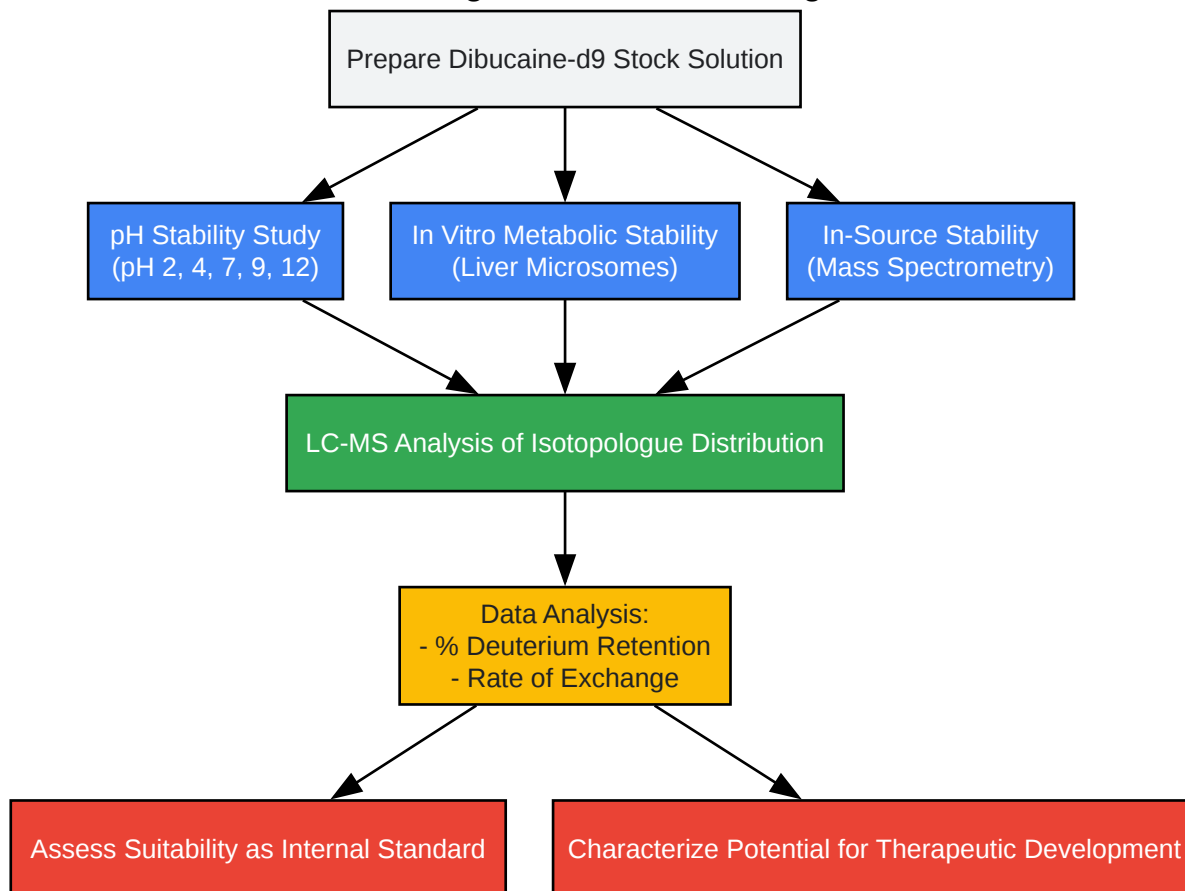 Prepare Dibucaine-d9 Stock Solution
pH Stability Study
(pH 2, 4, 7, 9, 12)
In Vitro Metabolic Stability
(Liver Microsomes)
In-Source Stability
(Mass Spectrometry)
LC-MS Analysis of Isotopologue Distribution
Data Analysis:
- % Deuterium Retention
- Rate of Exchange
Assess Suitability as Internal Standard
Characterize Potential for Therapeutic Development